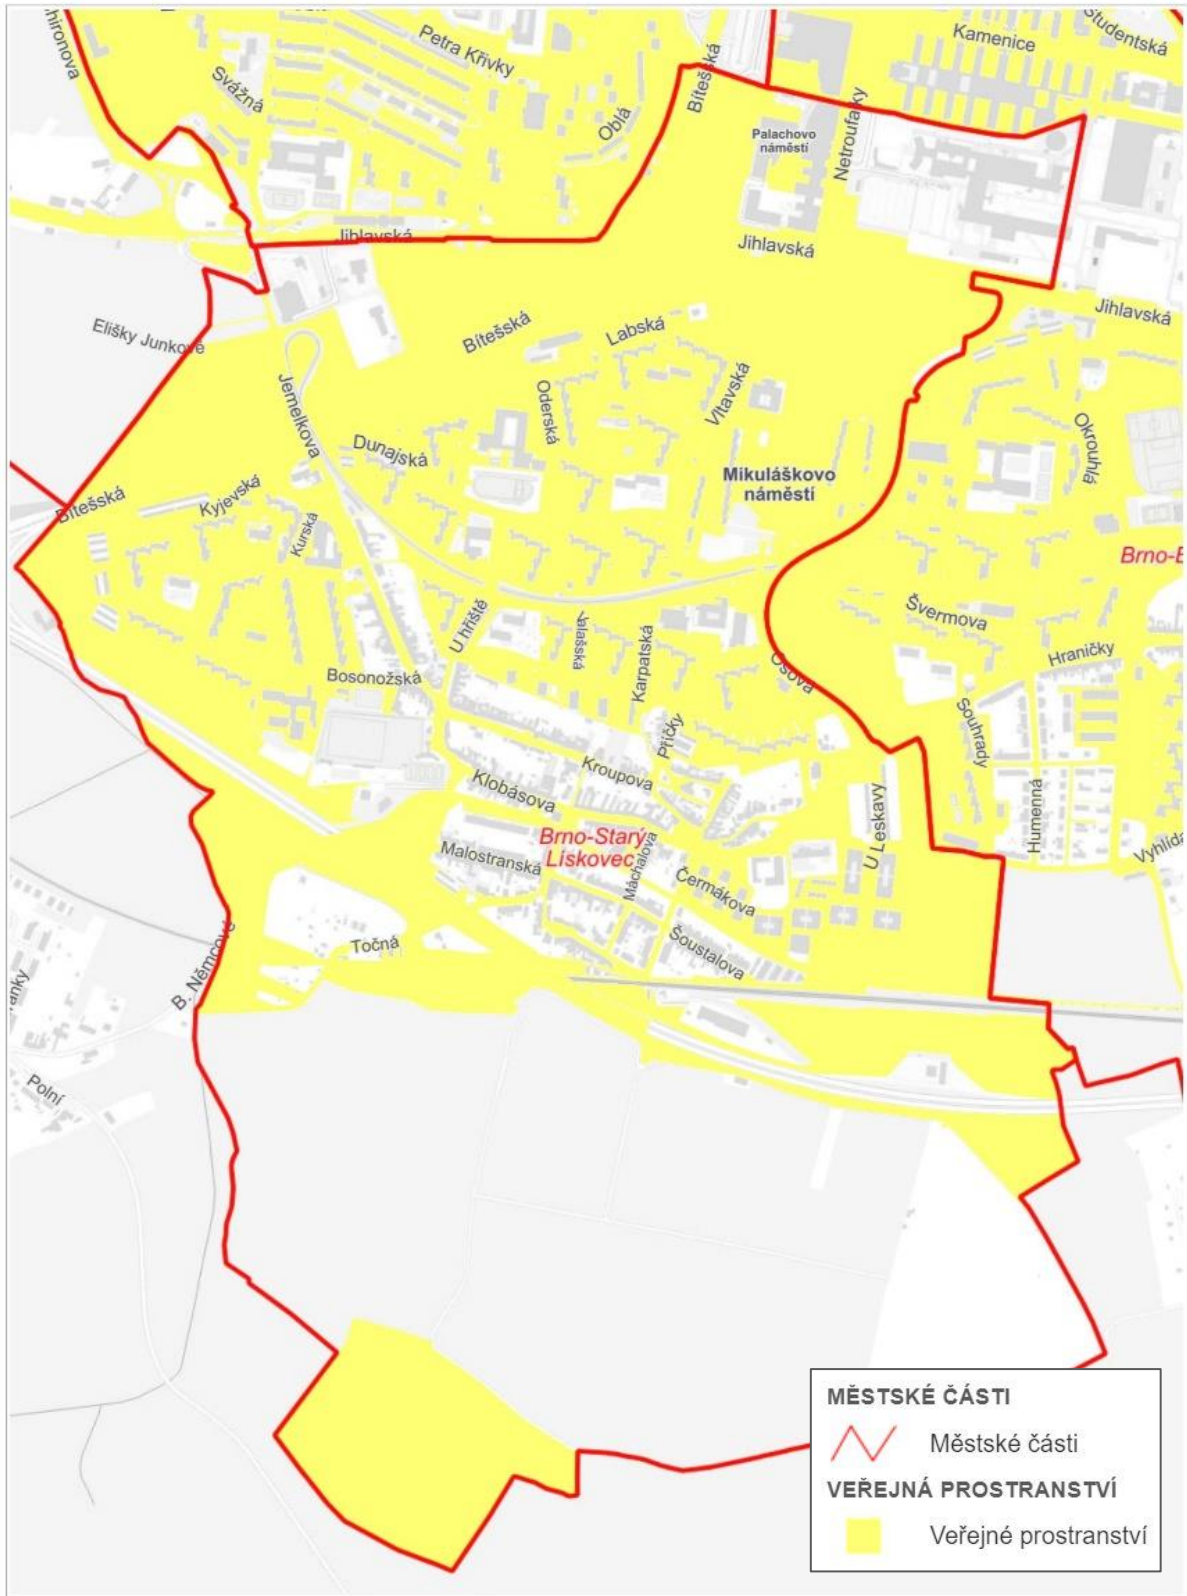 Studentská
Kamenice
Petra Křivky
Svážná
Bítešská
Oblá
Netroufalky
Palachovo
náměstí
Jihlavská
Jihlavská
Jihlavská
Elišky Junkové
Bítešská
Labská
Jemelkova
Oderská
Vltavská
Dunajská
Okrouhlá
Mikuláškovo
náměstí
Bítešská
Kyjevská
Kurská
Brno-B
Švermova
U hřiště
Valašská
Karpatská
Hraničky
Osová
Bosonožská
Souhrady
Příčky
Kroupova
Klobásova
U Leskavy
Humenná
Brno-Starý
Lískovec
Malostranská
Máchalova
Vyhlída
Čermákova
Točná
Šoustalova
B. Němcové
Polní
MĚSTSKÉ ČÁSTI
Městské části
VEŘEJNÁ PROSTRANSTVÍ
Veřejné prostranství